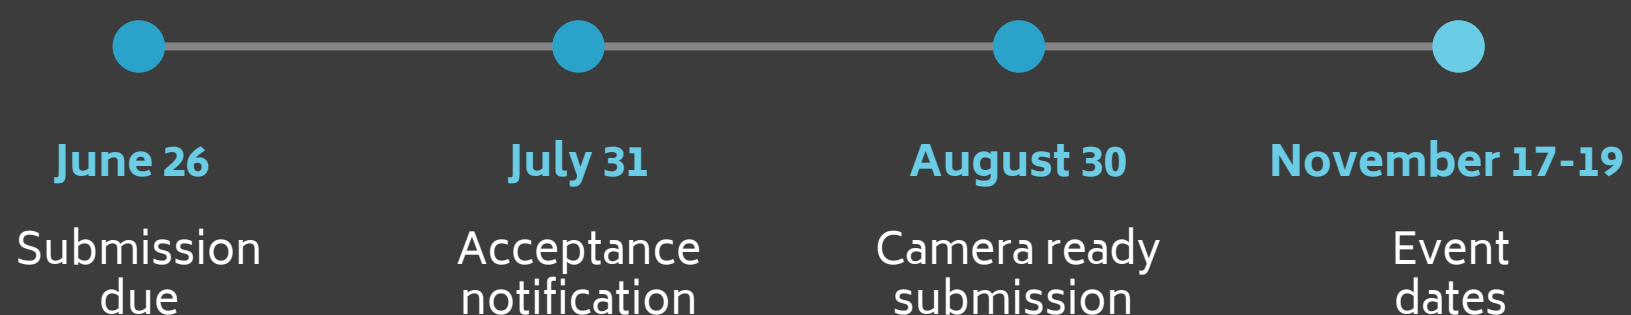 June 26
Submission
due
July 31
Acceptance
notification
August 30
Camera ready
submission
November 17-19
Event
dates